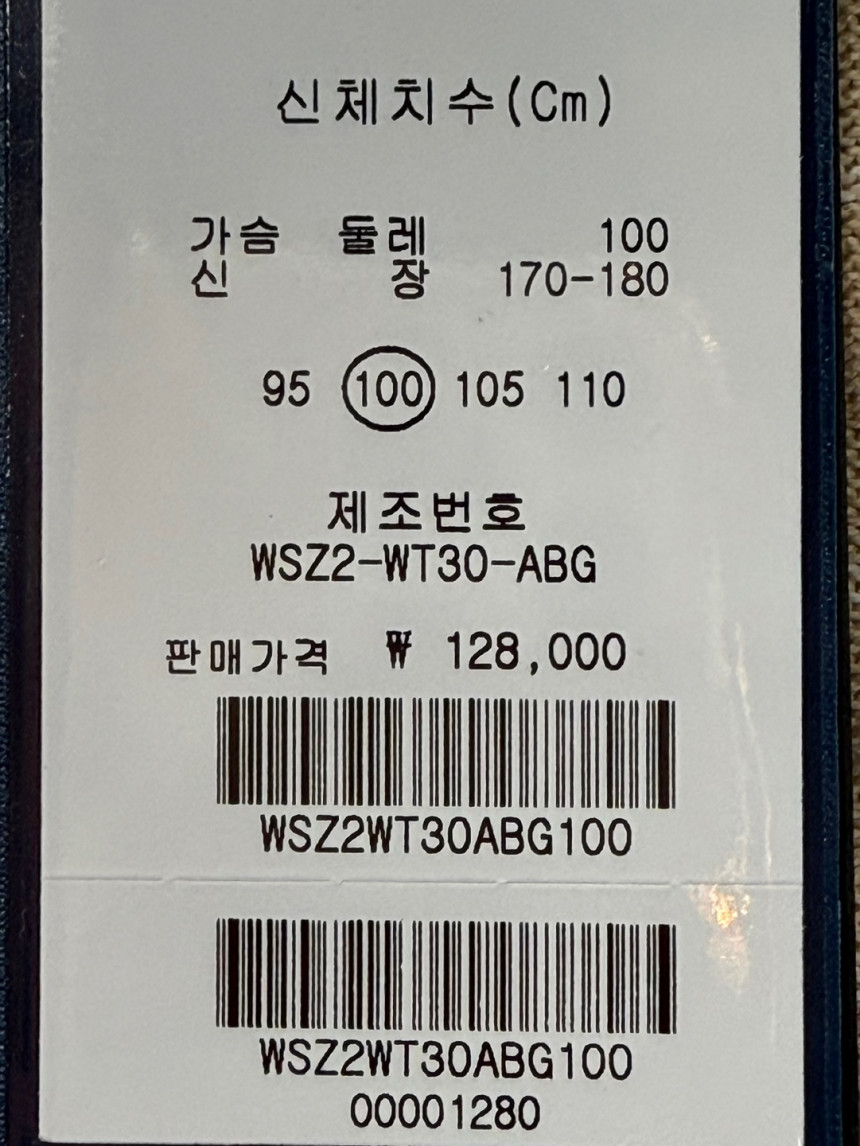 신체치수(Cm)
가슴 둘레 100
신 장 170-180
95 100 105 110
제조번호
WSZ2-WT30-ABG
판매가격 ₩ 128,000
WSZ2WT30ABG100
WSZ2WT30ABG100
00001280